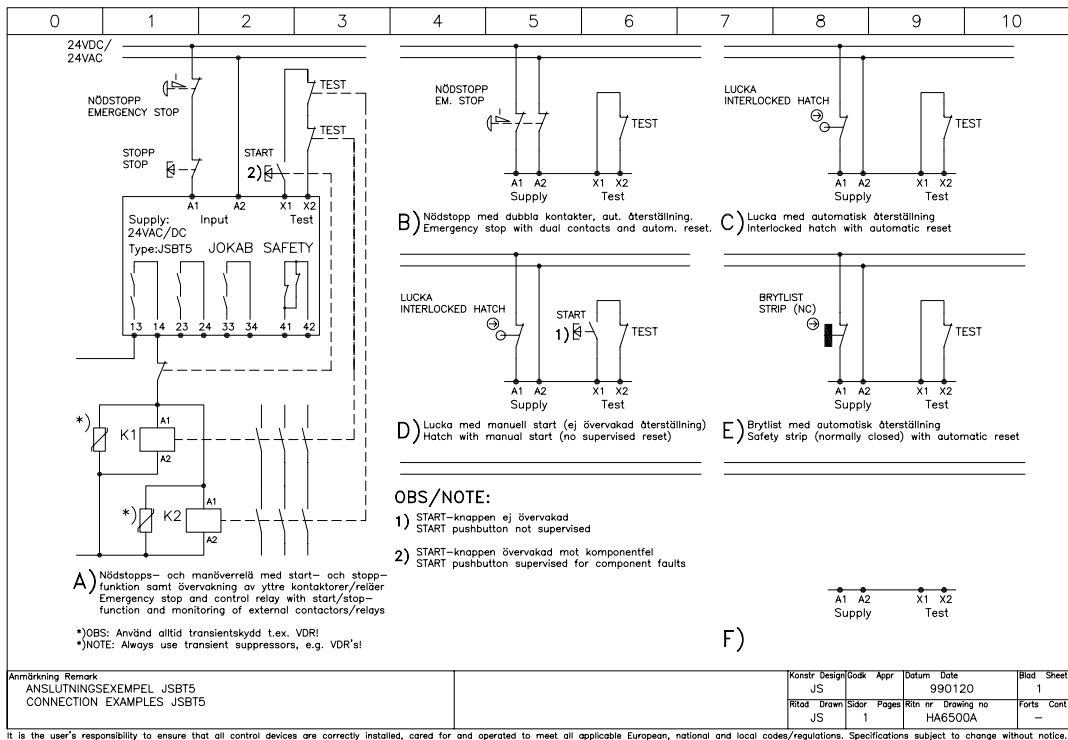 0 1 2 3 4 5 6 7 8 9 10
24VDC/
24VAC
NÖDSTOPP
EMERGENCY STOP
TEST
TEST
STOPP
STOP
START
2)
A1 A2 X1 X2
Supply: Input Test
24VAC/DC
Type:JSBT5 JOKAB SAFETY
13 14 23 24 33 34 41 42
*)
K1
A1
A2
*)
K2
A1
A2
A) Nödstopps- och manöverrelä med start- och stopp-
funktion samt övervakning av yttre kontaktorer/reläer
Emergency stop and control relay with start/stop-
function and monitoring of external contactors/relays
*)OBS: Använd alltid transientskydd t.ex. VDR!
*)NOTE: Always use transient suppressors, e.g. VDR's!
NÖDSTOPP
EM. STOP
TEST
A1 A2 X1 X2
Supply Test
B) Nödstopp med dubbla kontakter, aut. återställning.
Emergency stop with dual contacts and autom. reset.
LUCKA
INTERLOCKED HATCH
TEST
A1 A2 X1 X2
Supply Test
C) Lucka med automatisk återställning
Interlocked hatch with automatic reset
LUCKA
INTERLOCKED HATCH
START
1)
TEST
A1 A2 X1 X2
Supply Test
D) Lucka med manuell start (ej övervakad återställning)
Hatch with manual start (no supervised reset)
BRYTLIST
STRIP (NC)
TEST
A1 A2 X1 X2
Supply Test
E) Brytlist med automatisk återställning
Safety strip (normally closed) with automatic reset
OBS/NOTE:
1) START-knappen ej övervakad
START pushbutton not supervised
2) START-knappen övervakad mot komponentfel
START pushbutton supervised for component faults
A1 A2 X1 X2
Supply Test
F)
Anmärkning Remark
ANSLUTNINGSEXEMPEL JSBT5
CONNECTION EXAMPLES JSBT5
Konstr Design Godk Appr Datum Date Blad Sheet
JS 990120 1
Ritad Drawn Sidor Pages Ritn nr Drawing no Forts Cont
JS 1 HA6500A -
It is the user's responsibility to ensure that all control devices are correctly installed, cared for and operated to meet all applicable European, national and local codes/regulations. Specifications subject to change without notice.